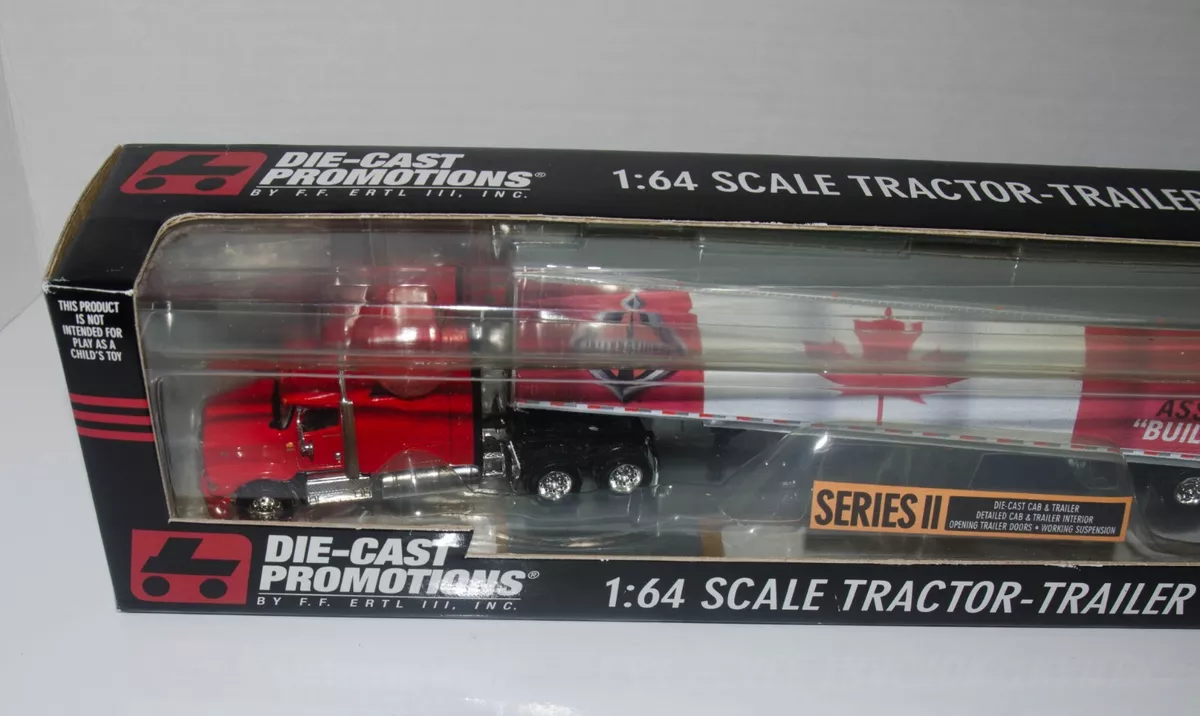 DIE-CAST
PROMOTIONS®
BY F.F. ERTL III, INC.
1:64 SCALE TRACTOR-TRAILER
THIS PRODUCT
IS NOT
INTENDED FOR
PLAY AS A
CHILD'S TOY
"BUIL
SERIES II
DIE-CAST CAB & TRAILER
DETAILED CAB & TRAILER INTERIOR
OPENING TRAILER DOORS • WORKING SUSPENSION
DIE-CAST
PROMOTIONS®
BY F.F. ERTL III, INC.
1:64 SCALE TRACTOR-TRAILER